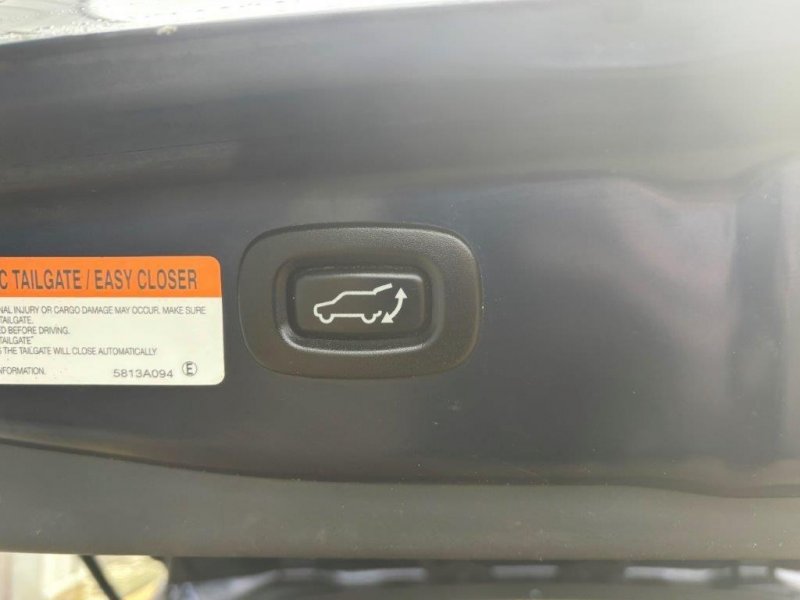 C TAILGATE / EASY CLOSER
NAL INJURY OR CARGO DAMAGE MAY OCCUR. MAKE SURE
TAILGATE.
ED BEFORE DRIVING.
TAILGATE"
S THE TAILGATE WILL CLOSE AUTOMATICALLY
NFORMATION.
5813A094 E